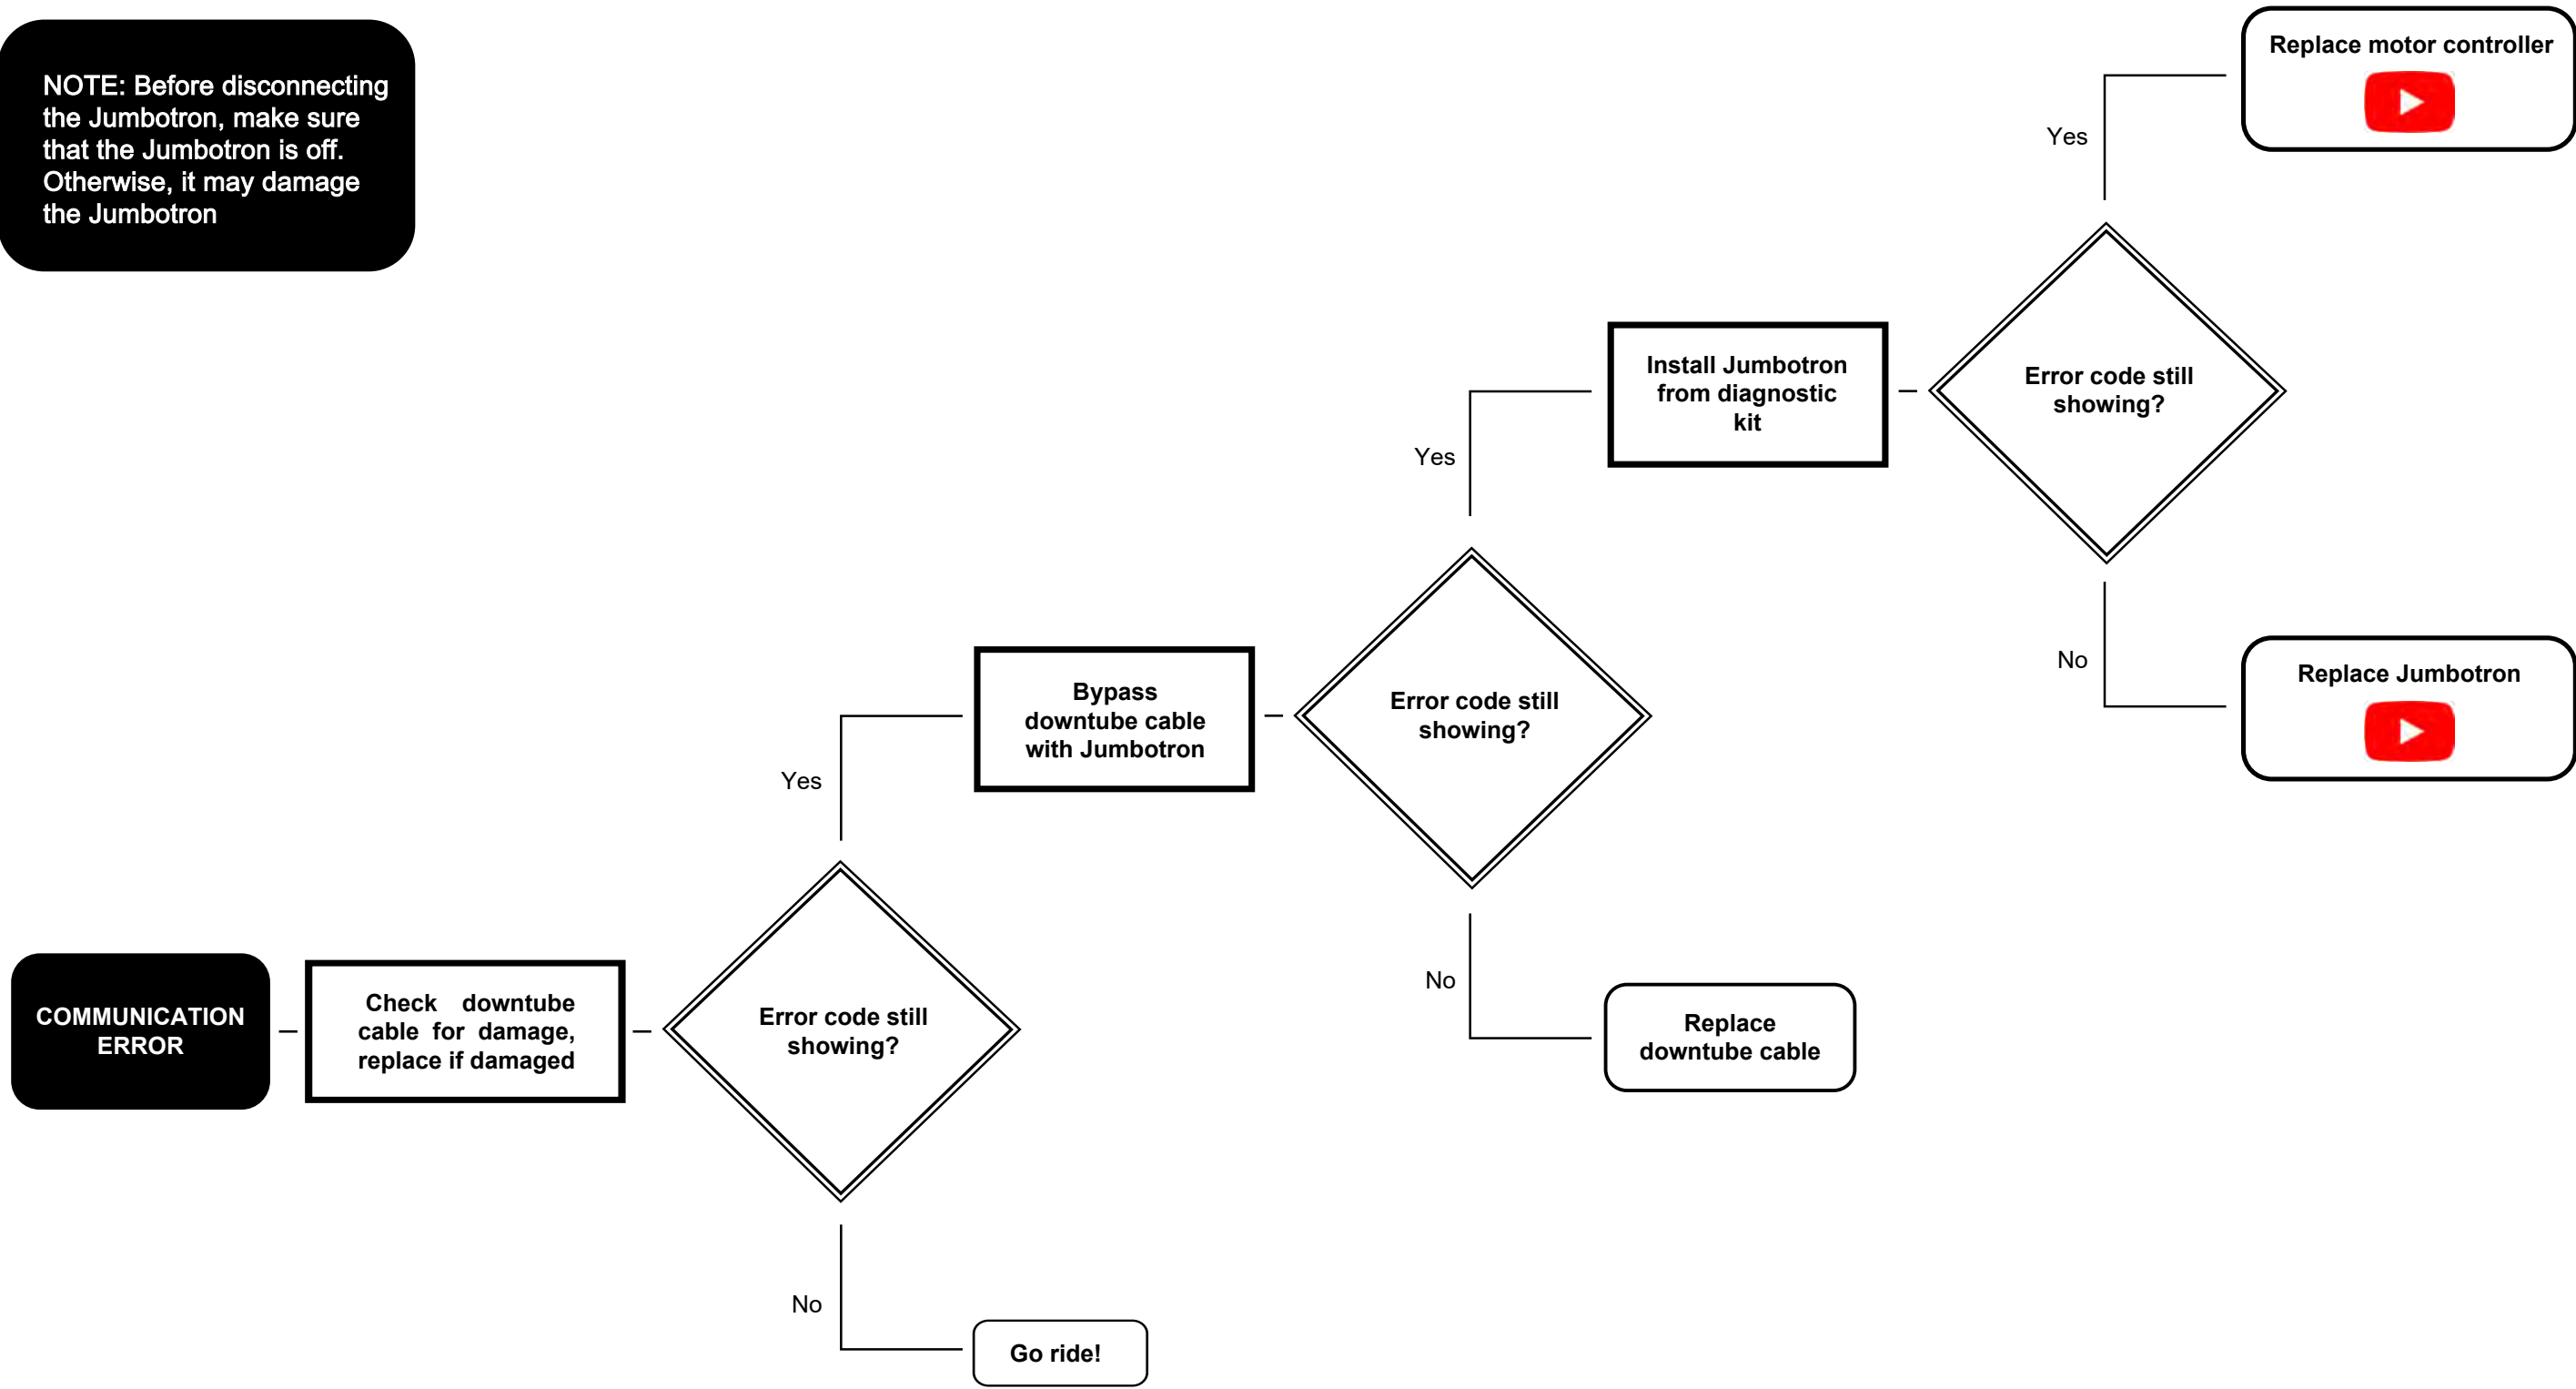 NOTE: Before disconnecting
the Jumbotron, make sure
that the Jumbotron is off.
Otherwise, it may damage
the Jumbotron
COMMUNICATION
ERROR
Check downtube
cable for damage,
replace if damaged
Error code still
showing?
No
Go ride!
Yes
Bypass
downtube cable
with Jumbotron
Error code still
showing?
No
Replace
downtube cable
Yes
Install Jumbotron
from diagnostic
kit
Error code still
showing?
Yes
Replace motor controller
No
Replace Jumbotron